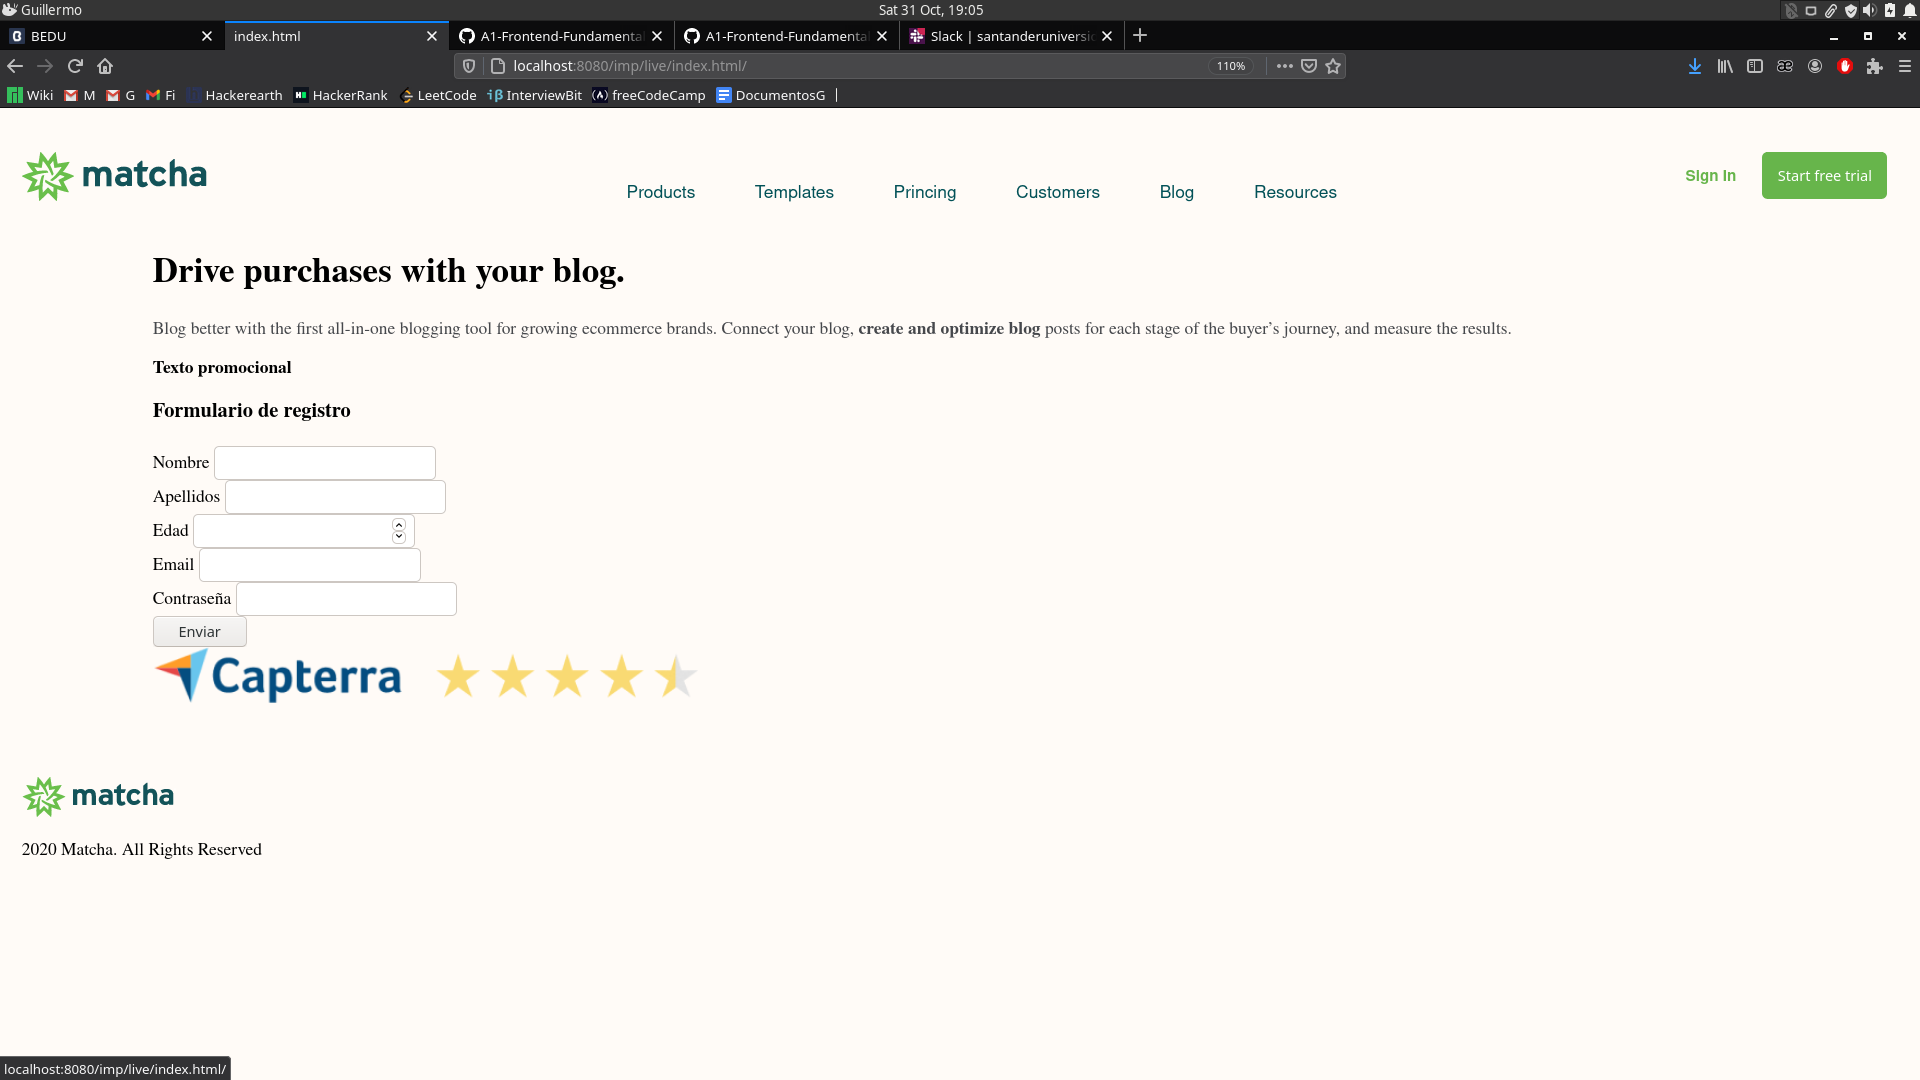 Guillermo
Sat 31 Oct, 19:05
BEDU
index.html
A1-Frontend-Fundamenta
A1-Frontend-Fundamenta
Slack | santanderuniversi
localhost:8080/imp/live/index.html/
110%
Wiki M G Fi Hackerearth HackerRank LeetCode InterviewBit freeCodeCamp DocumentosG
matcha
Products Templates Princing Customers Blog Resources
Sign In
Start free trial
Drive purchases with your blog.
Blog better with the first all-in-one blogging tool for growing ecommerce brands. Connect your blog, create and optimize blog posts for each stage of the buyer’s journey, and measure the results.
Texto promocional
Formulario de registro
Nombre
Apellidos
Edad
Email
Contraseña
Enviar
Capterra
matcha
2020 Matcha. All Rights Reserved
localhost:8080/imp/live/index.html/